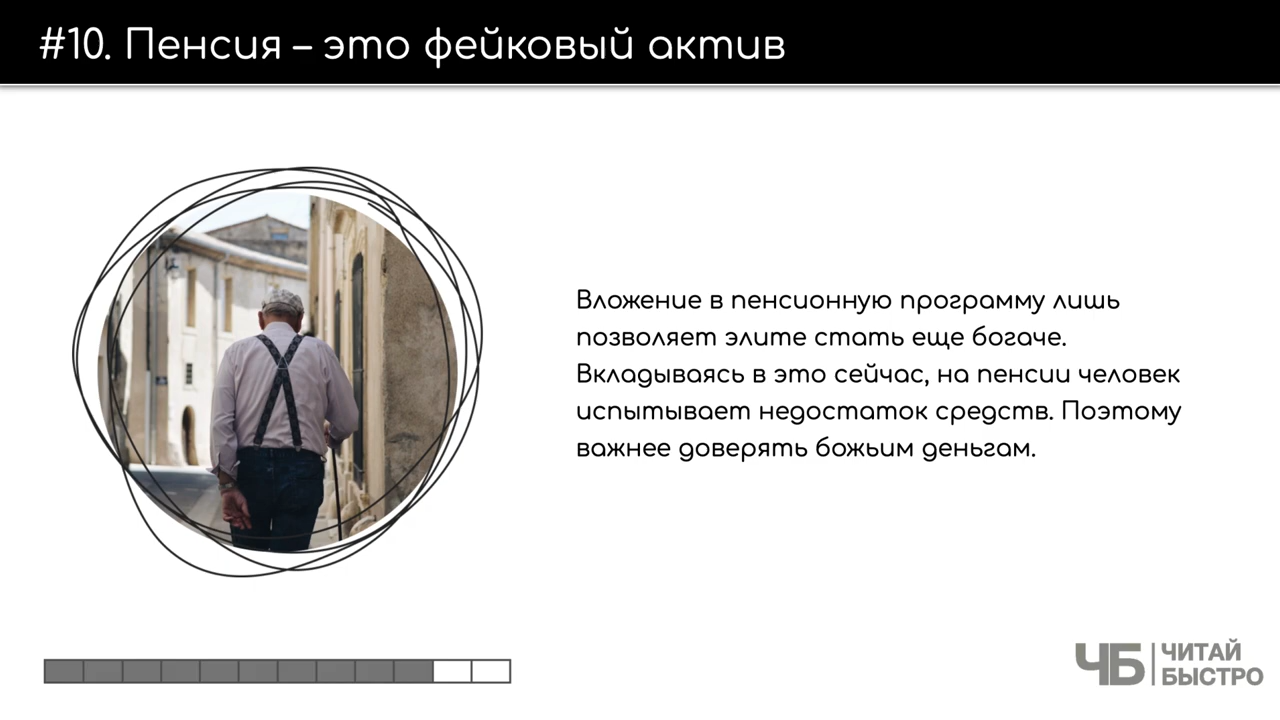 #10. Пенсия – это фейковый актив
Вложение в пенсионную программу лишь
позволяет элите стать еще богаче.
Вкладываясь в это сейчас, на пенсии человек
испытывает недостаток средств. Поэтому
важнее доверять божьим деньгам.
ЧБ
ЧИТАЙ
БЫСТРО